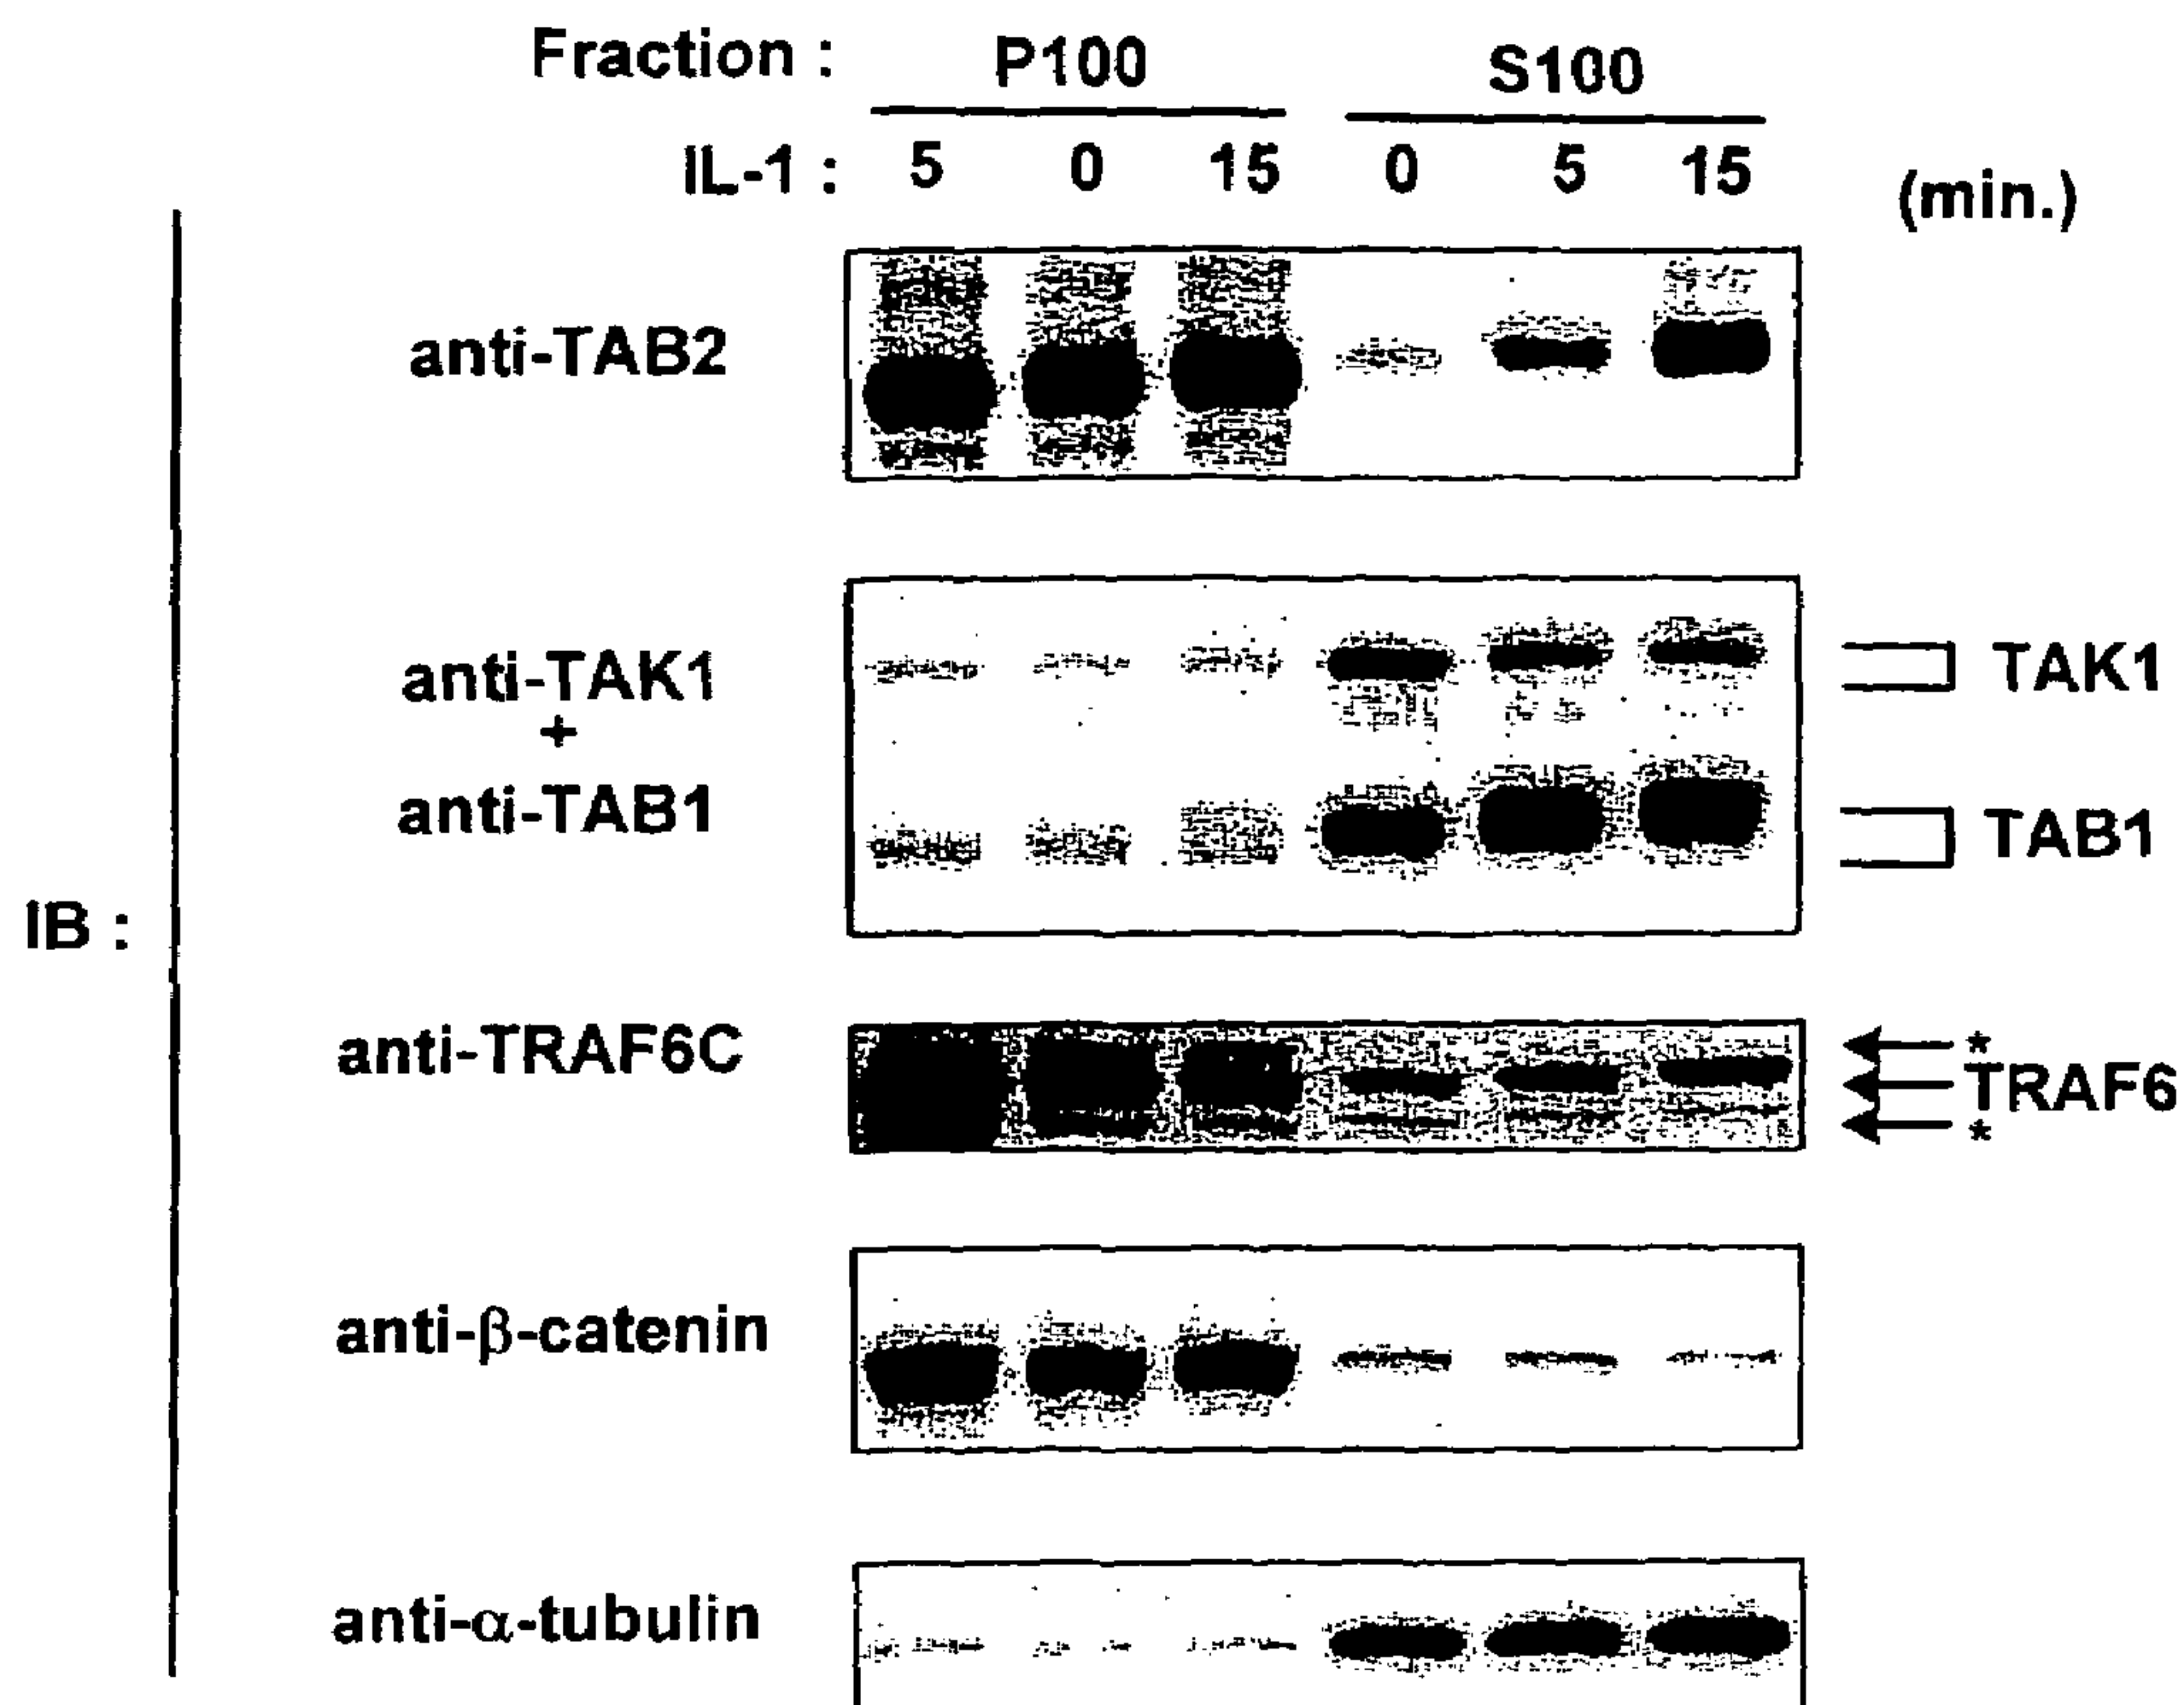 Fraction : P100 S100
IL-1 : 5 0 15 0 5 15 (min.)
anti-TAB2
anti-TAK1 TAK1
+
anti-TAB1 TAB1
IB :
anti-TRAF6C *
TRAF6
*
anti-β-catenin
anti-α-tubulin